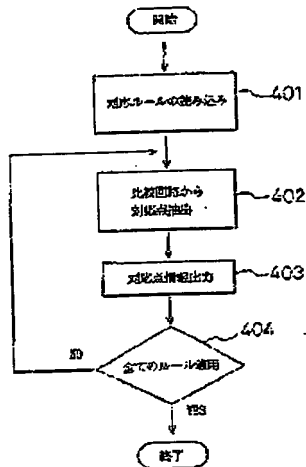 開始
対応ルールの読み込み
401
比較図形から
対応点抽出
402
対応点情報出力
403
404
全てのルール適用
NO
YES
終了